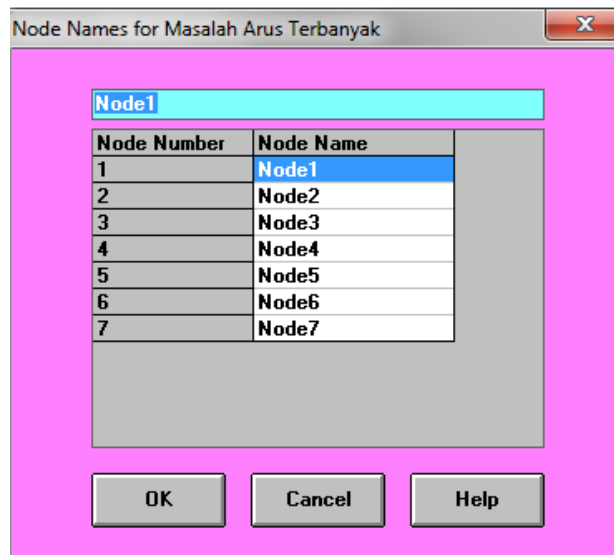 Node Names for Masalah Arus Terbanyak
Node1
Node Number Node Name
1 Node1
2 Node2
3 Node3
4 Node4
5 Node5
6 Node6
7 Node7
OK Cancel Help